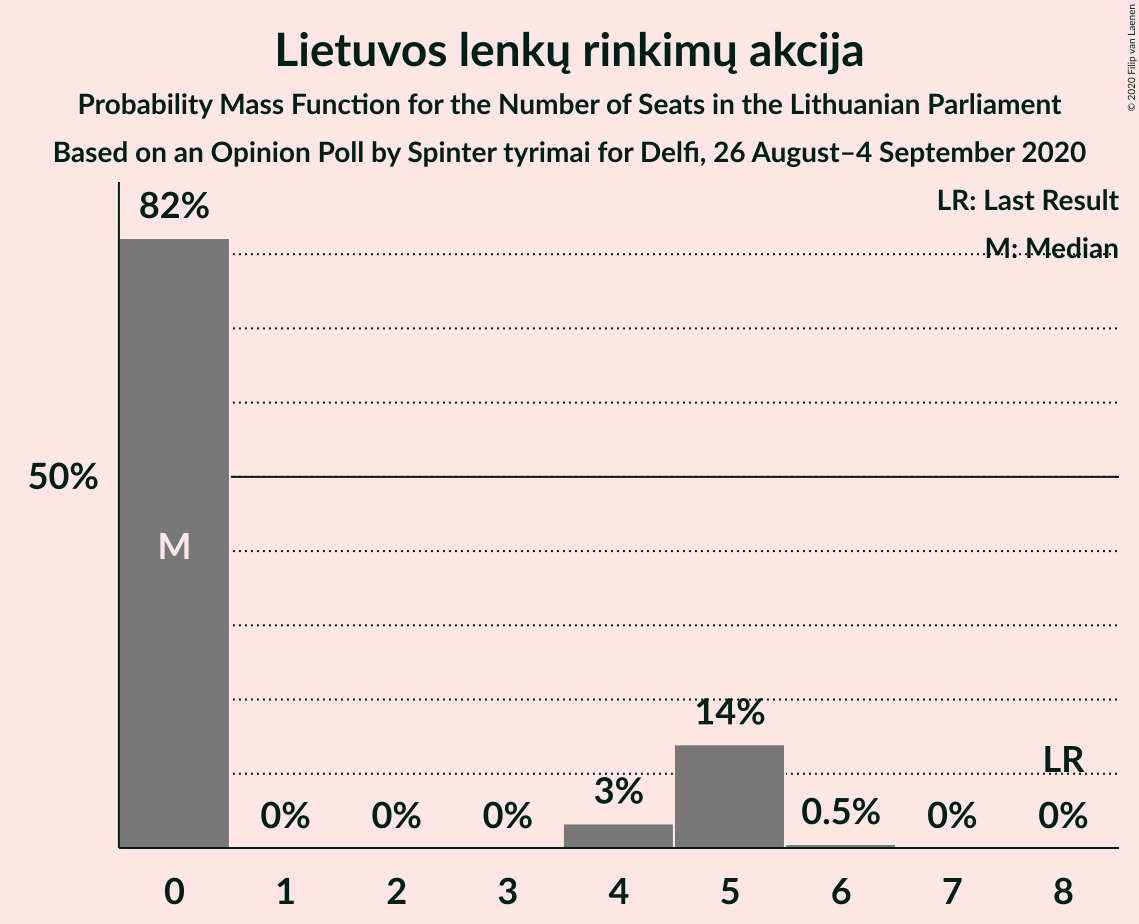 Lietuvos lenkų rinkimų akcija
Probability Mass Function for the Number of Seats in the Lithuanian Parliament
Based on an Opinion Poll by Spinter tyrimai for Delfi, 26 August–4 September 2020
© 2020 Filip van Laenen
LR: Last Result
M: Median
82%
50%
M
0%
0%
0%
3%
14%
0.5%
0%
LR
0%
0 1 2 3 4 5 6 7 8